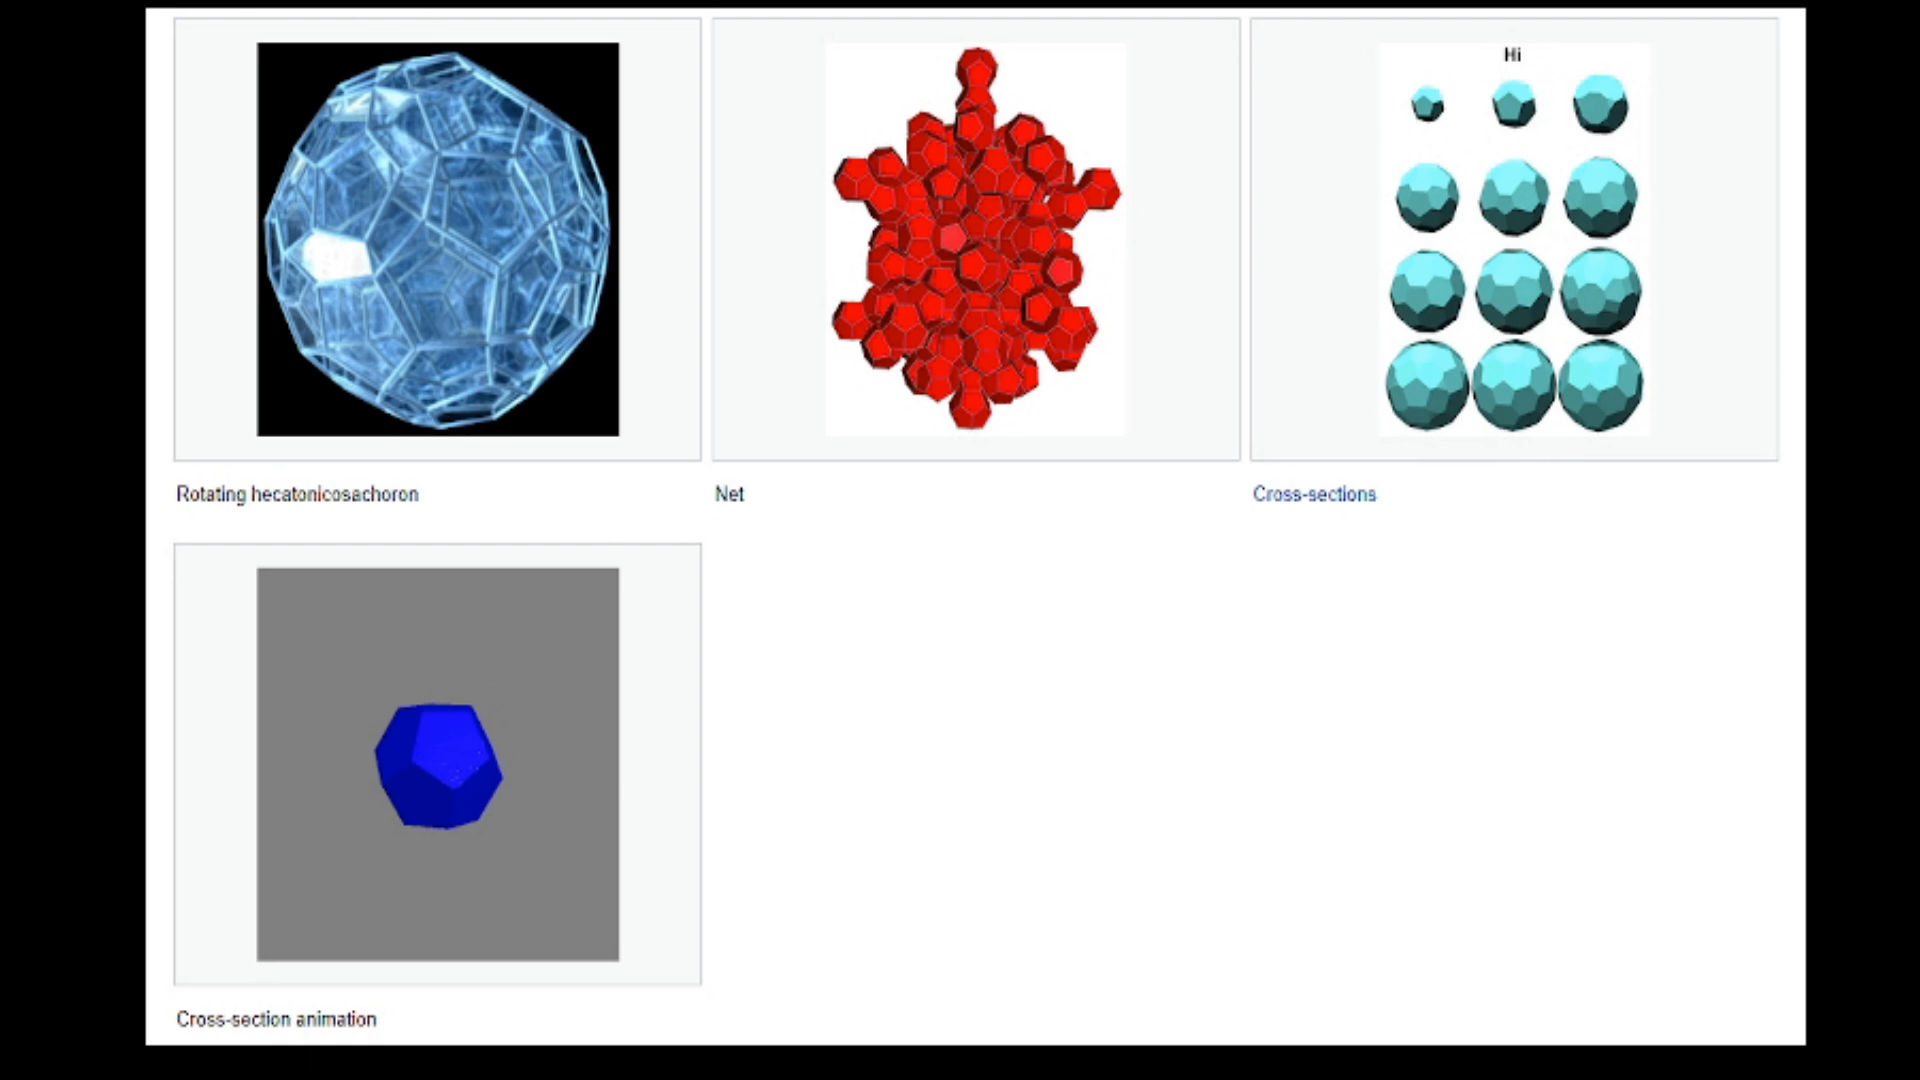 Hi
Rotating hecatonicosachoron
Net
Cross-sections
Cross-section animation